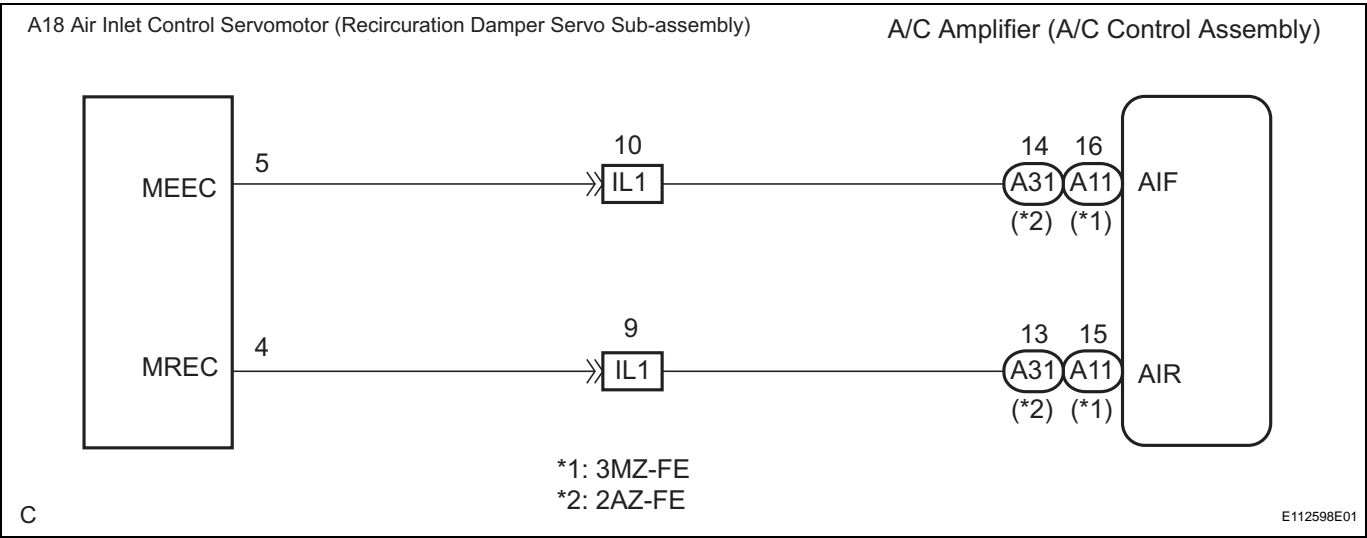 A18 Air Inlet Control Servomotor (Recircuration Damper Servo Sub-assembly)
A/C Amplifier (A/C Control Assembly)
10
14 16
5
MEEC
IL1
A31 A11
AIF
(*2) (*1)
9
13 15
4
MREC
IL1
A31 A11
AIR
(*2) (*1)
*1: 3MZ-FE
*2: 2AZ-FE
C
E112598E01